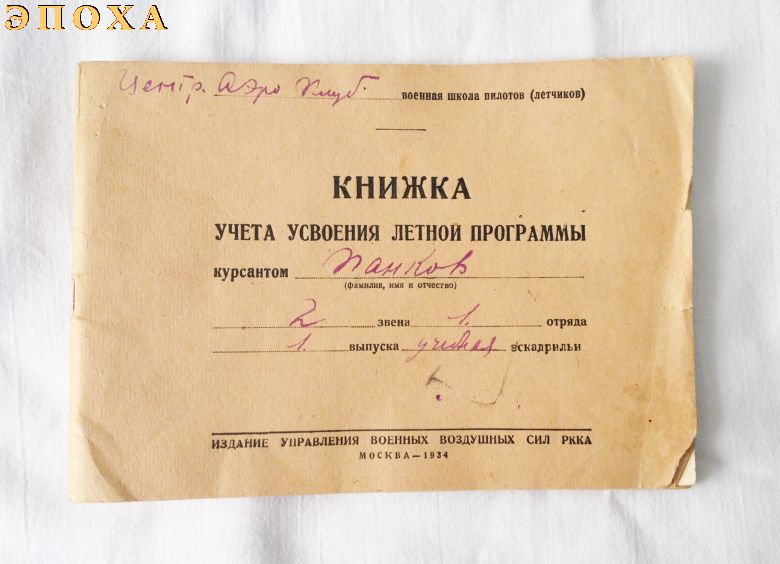 ЭПОХА
Центр. Аэро Клуб. военная школа пилотов (летчиков)
КНИЖКА
УЧЕТА УСВОЕНИЯ ЛЕТНОЙ ПРОГРАММЫ
курсантом Панков
(фамилия, имя и отчество)
2 звена 1. отряда
1. выпуска учебная эскадрильи
ИЗДАНИЕ УПРАВЛЕНИЯ ВОЕННЫХ ВОЗДУШНЫХ СИЛ РККА
МОСКВА—1934